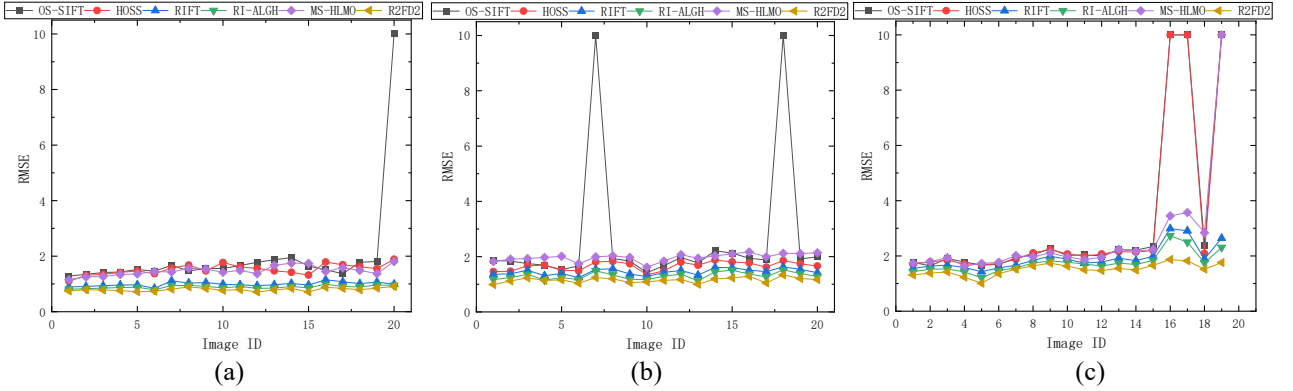 OS-SIFT HOSS RIFT RI-ALGH MS-HLMO R2FD2
10
8
6
4
2
0
RMSE
0 5 10 15 20
Image ID
(a)
OS-SIFT HOSS RIFT RI-ALGH MS-HLMO R2FD2
10
8
6
4
2
0
RMSE
0 5 10 15 20
Image ID
(b)
OS-SIFT HOSS RIFT RI-ALGH MS-HLMO R2FD2
10
8
6
4
2
0
RMSE
0 2 4 6 8 10 12 14 16 18 20
Image ID
(c)